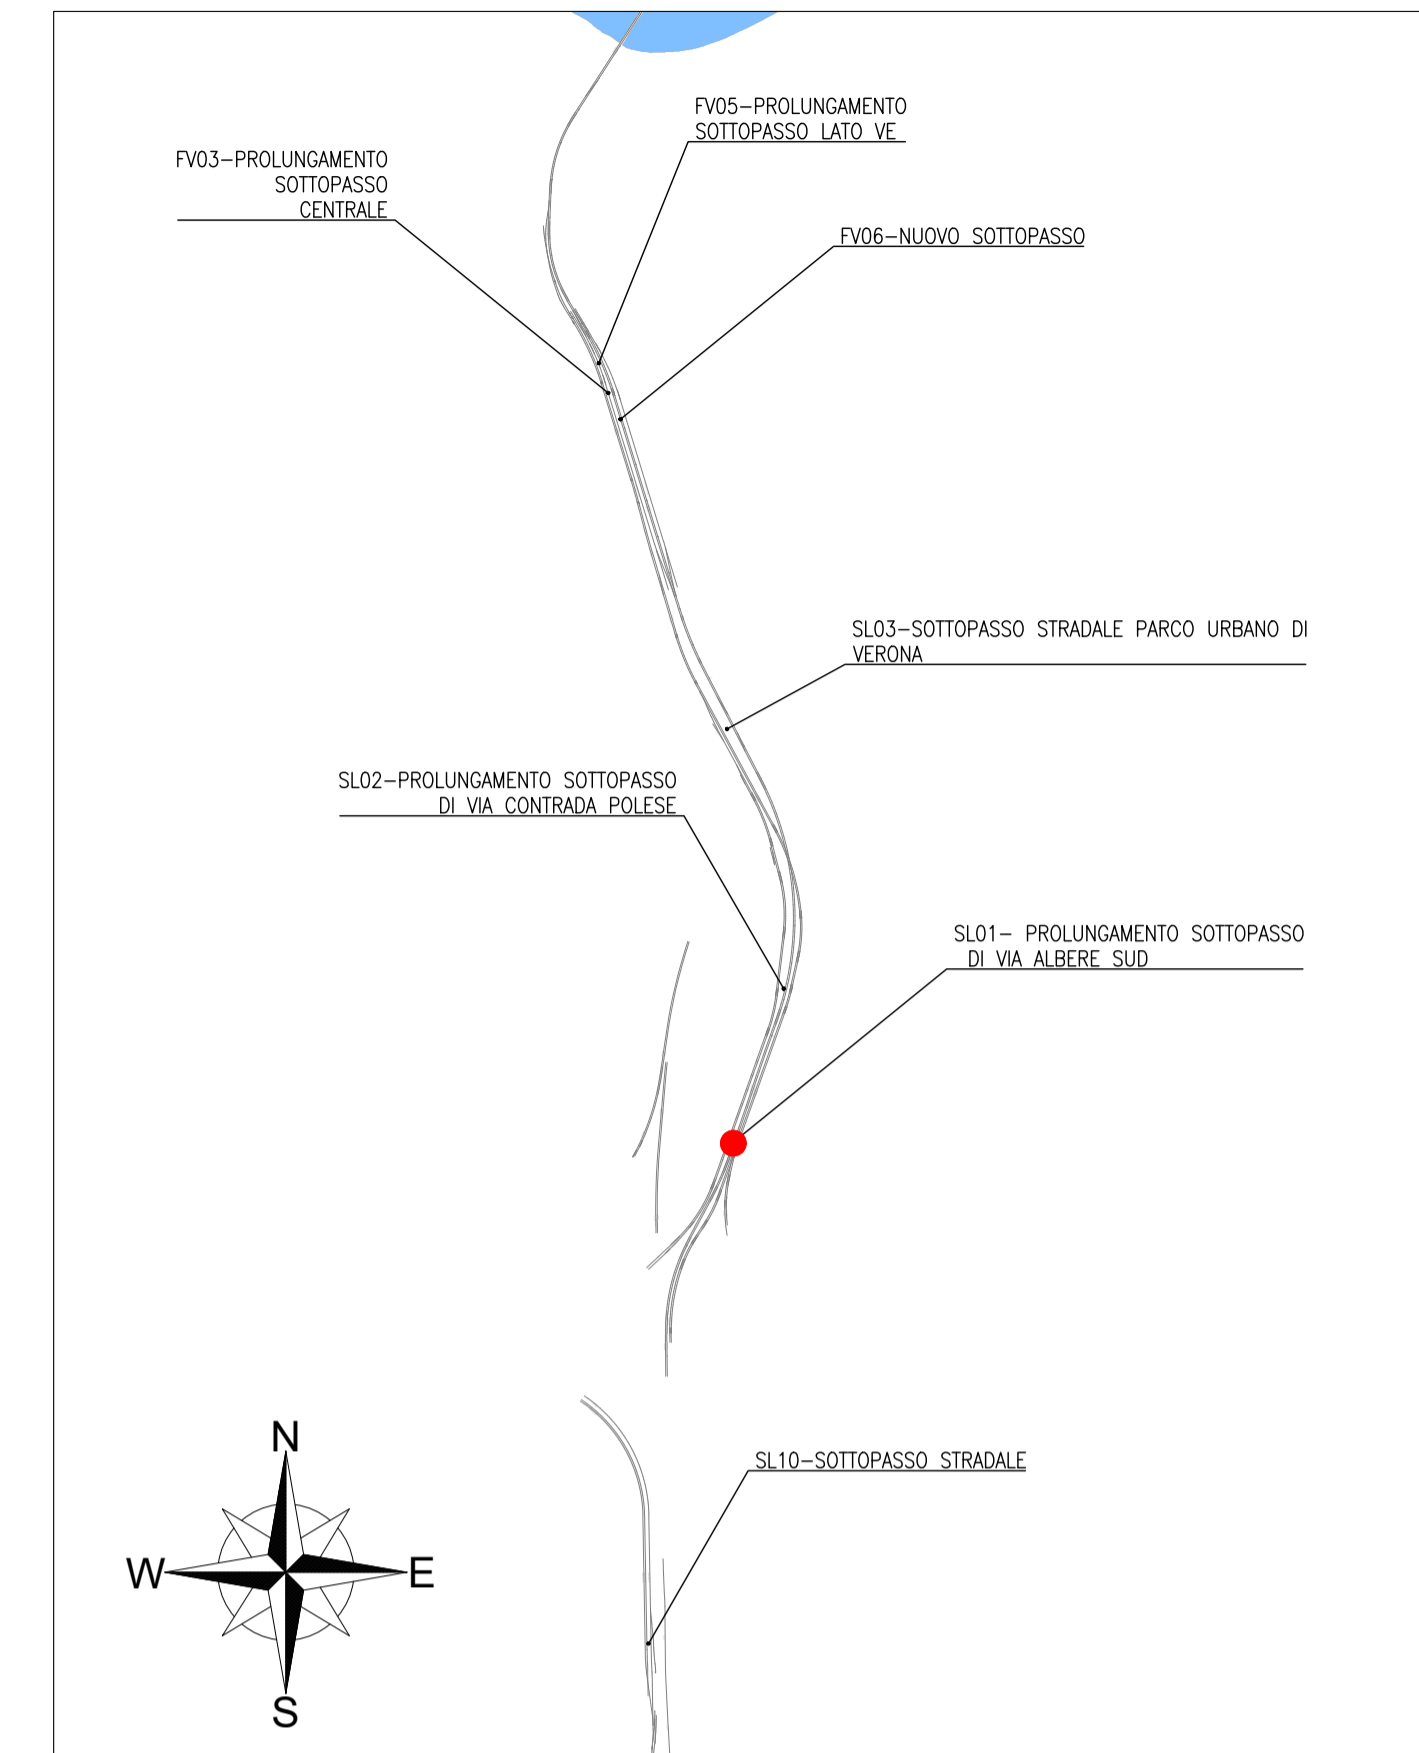 FV05-PROLUNGAMENTO
SOTTOPASSO LATO VE
FV03-PROLUNGAMENTO
SOTTOPASSO
CENTRALE
FV06-NUOVO SOTTOPASSO
SL03-SOTTOPASSO STRADALE PARCO URBANO DI
VERONA
SL02-PROLUNGAMENTO SOTTOPASSO
DI VIA CONTRADA POLESE
SL01- PROLUNGAMENTO SOTTOPASSO
DI VIA ALBERE SUD
SL10-SOTTOPASSO STRADALE
N
W
E
S